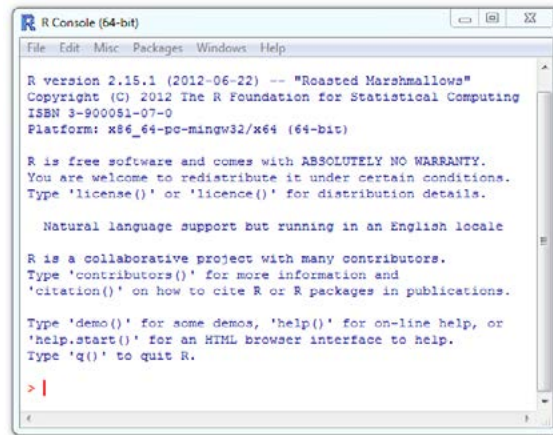 R Console (64-bit)
File Edit Misc Packages Windows Help
R version 2.15.1 (2012-06-22) -- "Roasted Marshmallows"
Copyright (C) 2012 The R Foundation for Statistical Computing
ISBN 3-900051-07-0
Platform: x86_64-pc-mingw32/x64 (64-bit)
R is free software and comes with ABSOLUTELY NO WARRANTY.
You are welcome to redistribute it under certain conditions.
Type 'license()' or 'licence()' for distribution details.
Natural language support but running in an English locale
R is a collaborative project with many contributors.
Type 'contributors()' for more information and
'citation()' on how to cite R or R packages in publications.
Type 'demo()' for some demos, 'help()' for on-line help, or
'help.start()' for an HTML browser interface to help.
Type 'q()' to quit R.
>